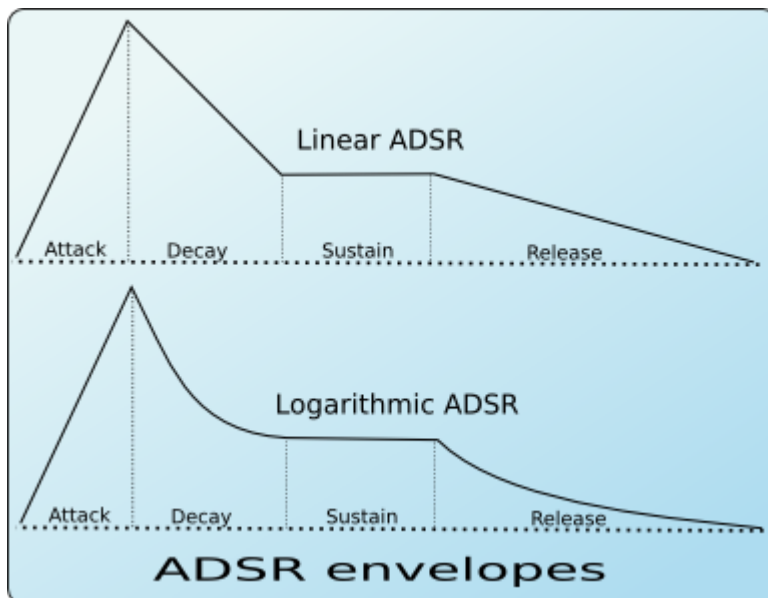 Linear ADSR
Attack Decay Sustain Release
Logarithmic ADSR
Attack Decay Sustain Release
ADSR envelopes